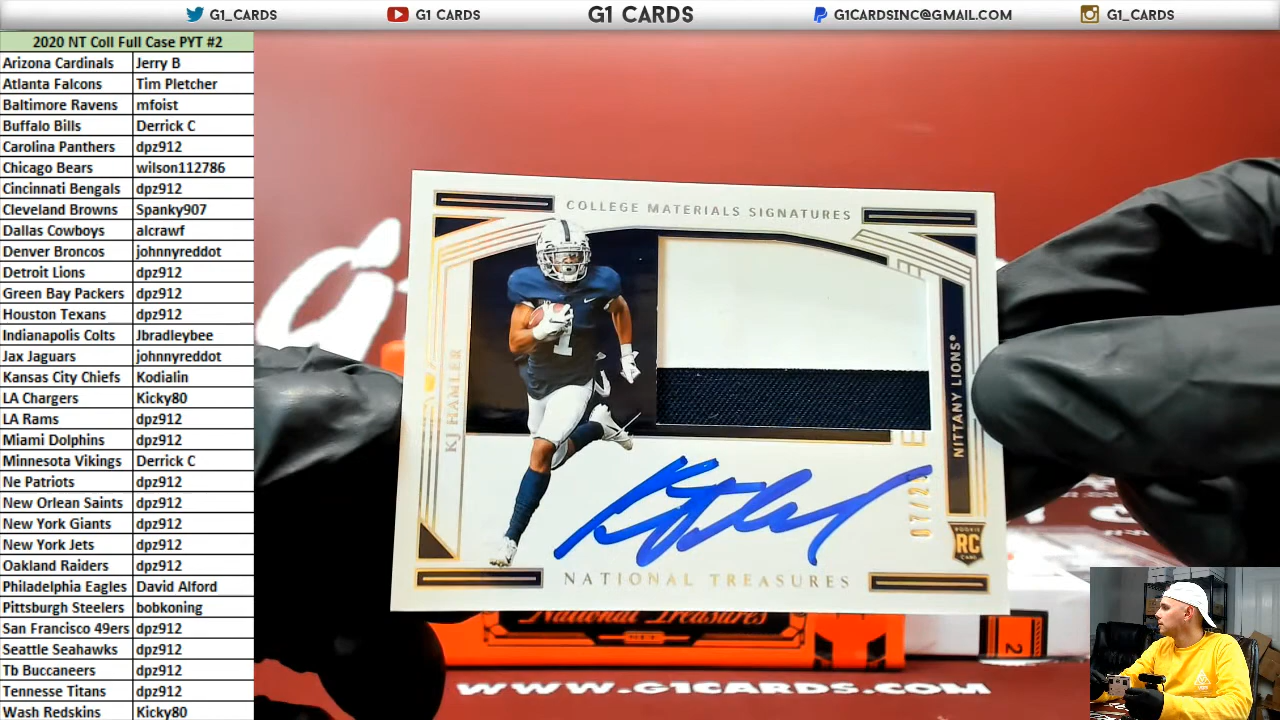 G1_CARDS
G1 CARDS
G1 CARDS
G1CARDSINC@GMAIL.COM
G1_CARDS
2020 NT Coll Full Case PYT #2
Arizona Cardinals Jerry B
Atlanta Falcons Tim Pletcher
Baltimore Ravens mfoist
Buffalo Bills Derrick C
Carolina Panthers dpz912
Chicago Bears wilson112786
Cincinnati Bengals dpz912
Cleveland Browns Spanky907
Dallas Cowboys alcrawf
Denver Broncos johnnyreddot
Detroit Lions dpz912
Green Bay Packers dpz912
Houston Texans dpz912
Indianapolis Colts Jbradleybee
Jax Jaguars johnnyreddot
Kansas City Chiefs Kodialin
LA Chargers Kicky80
LA Rams dpz912
Miami Dolphins dpz912
Minnesota Vikings Derrick C
Ne Patriots dpz912
New Orlean Saints dpz912
New York Giants dpz912
New York Jets dpz912
Oakland Raiders dpz912
Philadelphia Eagles David Alford
Pittsburgh Steelers bobkoning
San Francisco 49ers dpz912
Seattle Seahawks dpz912
Tb Buccaneers dpz912
Tennesse Titans dpz912
Wash Redskins Kicky80
COLLEGE MATERIALS SIGNATURES
KJ HAMLER
1
NITTANY LIONS®
ROOKIE
RC
CARD
NATIONAL TREASURES
National Treasures
2
WWW.G1CARDS.COM